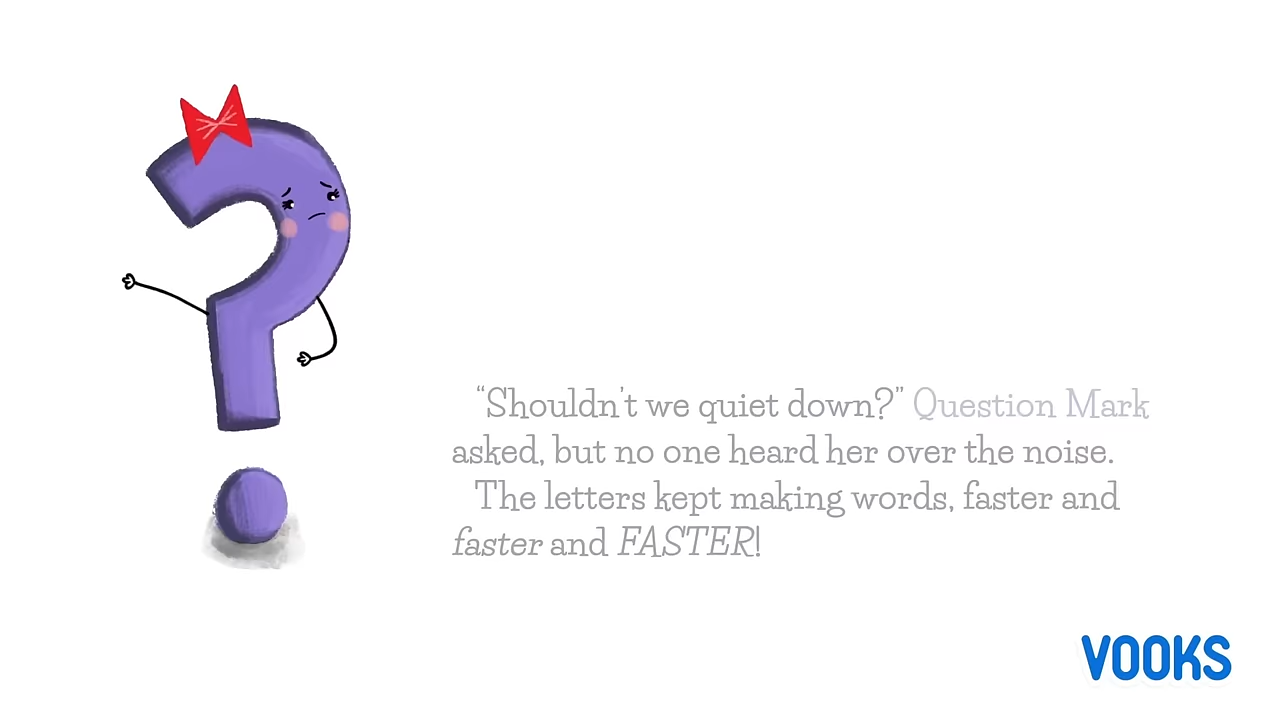 “Shouldn’t we quiet down?” Question Mark
asked, but no one heard her over the noise.
The letters kept making words, faster and
faster and FASTER!
VOOKS